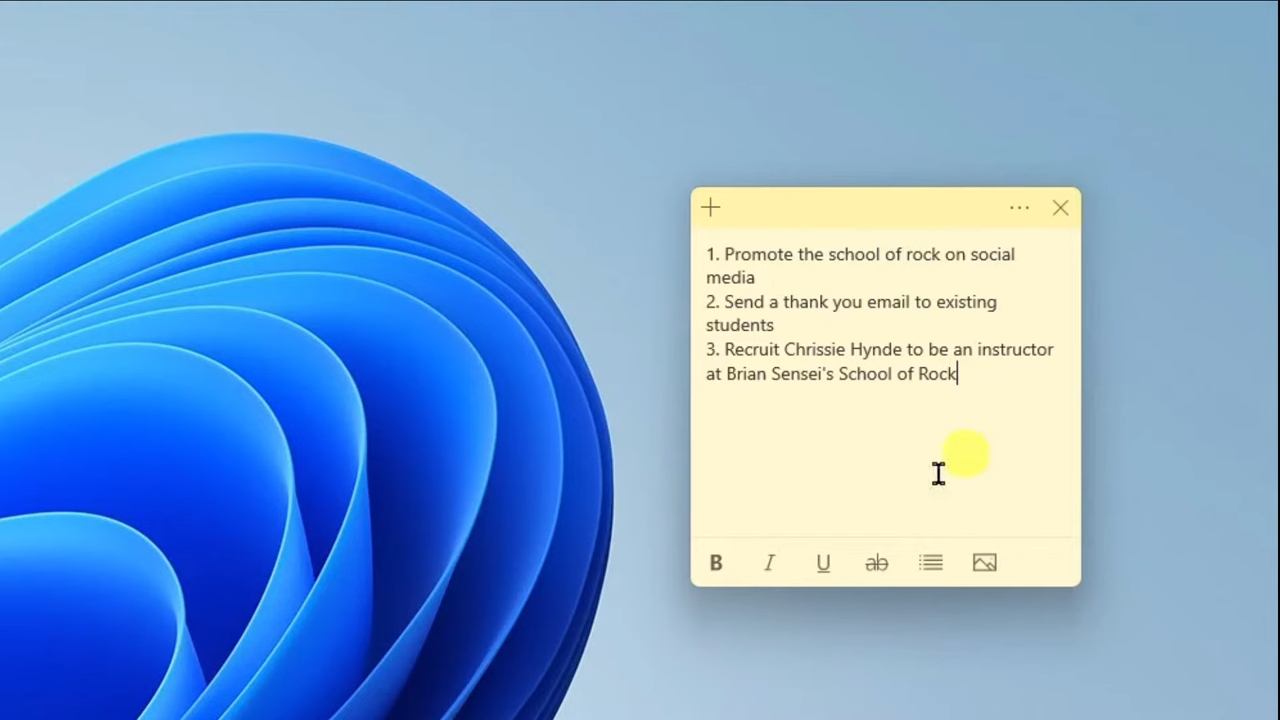 1. Promote the school of rock on social
media
2. Send a thank you email to existing
students
3. Recruit Chrissie Hynde to be an instructor
at Brian Sensei's School of Rock
B I U ab